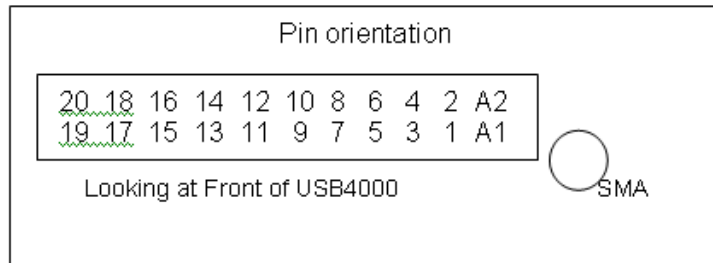 Pin orientation
20 18 16 14 12 10 8 6 4 2 A2
19 17 15 13 11 9 7 5 3 1 A1
Looking at Front of USB4000
SMA